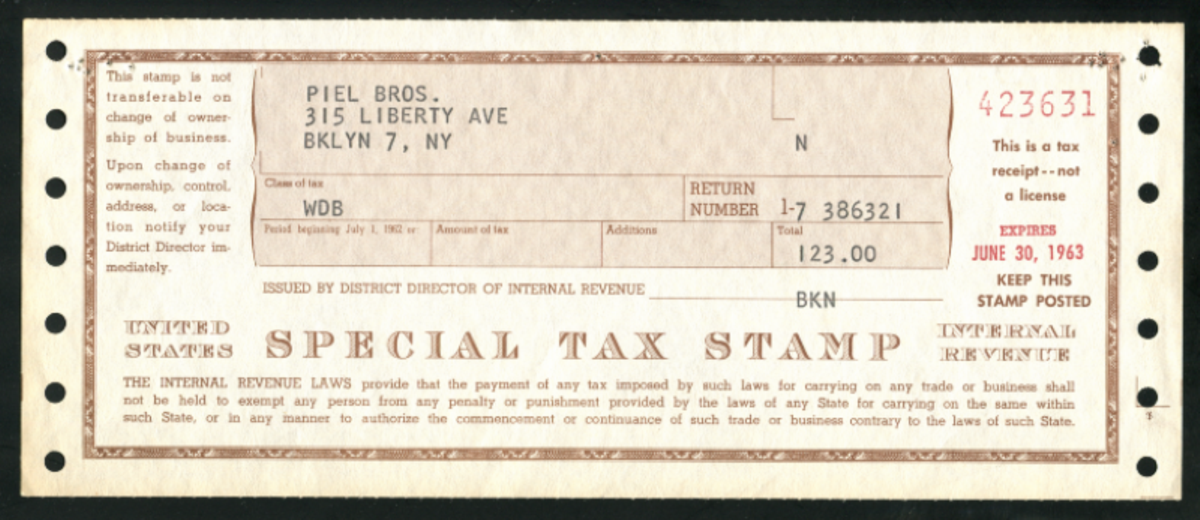 This stamp is not
transferable on
change of owner-
ship of business.
Upon change of
ownership, control,
address, or loca-
tion notify your
District Director im-
mediately.
PIEL BROS.
315 LIBERTY AVE
BKLYN 7, NY N
Class of tax
WDB
RETURN
NUMBER 1-7 386321
Period beginning July 1, 1962 or Amount of tax Additions Total
123.00
ISSUED BY DISTRICT DIRECTOR OF INTERNAL REVENUE
BKN
423631
This is a tax
receipt--not
a license
EXPIRES
JUNE 30, 1963
KEEP THIS
STAMP POSTED
UNITED
STATES
SPECIAL TAX STAMP
INTERNAL
REVENUE
THE INTERNAL REVENUE LAWS provide that the payment of any tax imposed by such laws for carrying on any trade or business shall
not be held to exempt any person from any penalty or punishment provided by the laws of any State for carrying on the same within
such State, or in any manner to authorize the commencement or continuance of such trade or business contrary to the laws of such State.